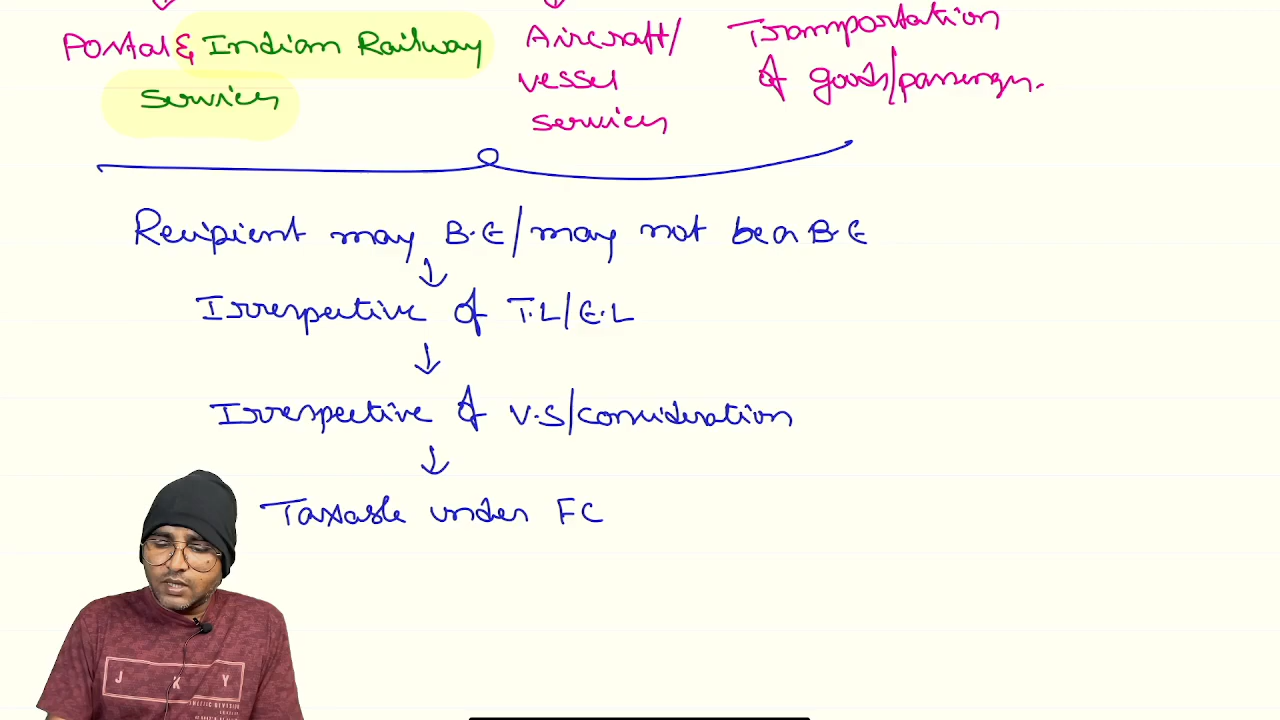 Postal & Indian Railway
Services
Aircraft/
vessel
services
Transportation
of goods/passenger.
Recipient may B.E/may not be a B.E
Irrespective of T.L/E.L
Irrespective of V.S/consideration
Taxable under FC
J K Y